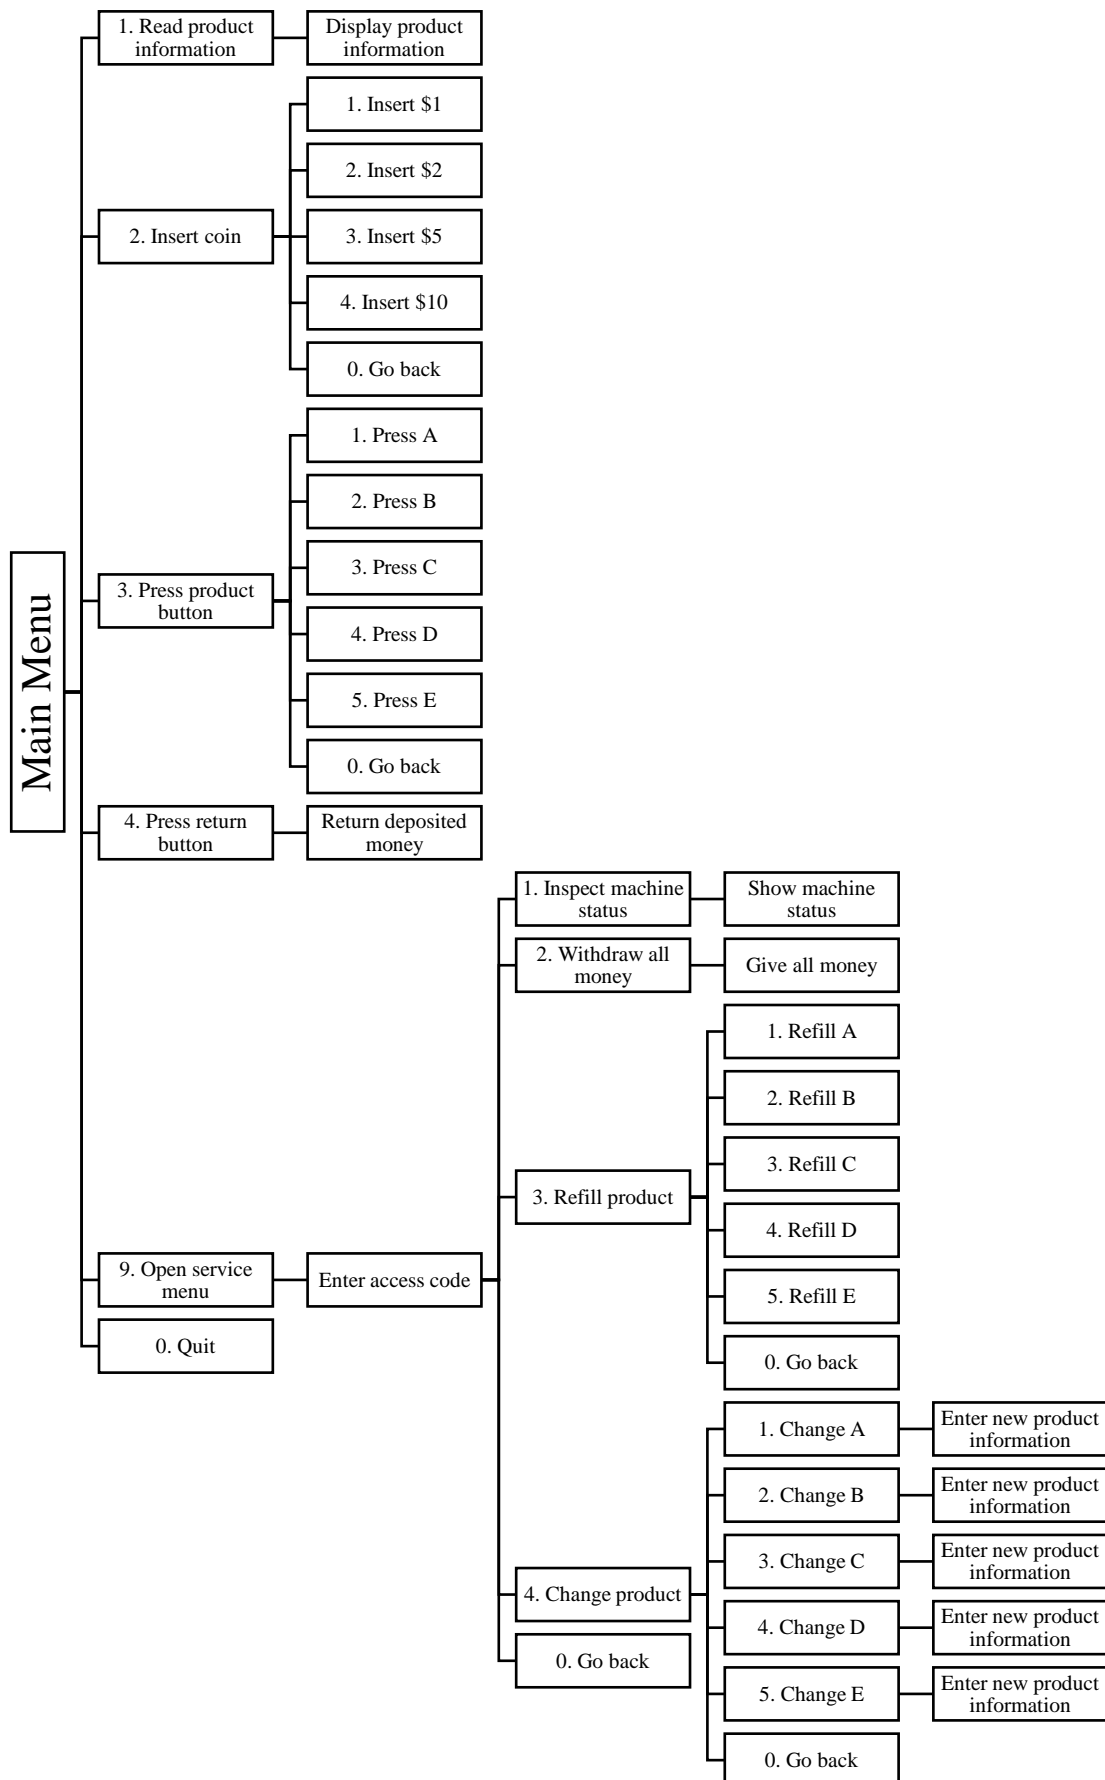 Main Menu
1. Read product
information
Display product
information
2. Insert coin
1. Insert $1
2. Insert $2
3. Insert $5
4. Insert $10
0. Go back
3. Press product
button
1. Press A
2. Press B
3. Press C
4. Press D
5. Press E
0. Go back
4. Press return
button
Return deposited
money
9. Open service
menu
Enter access code
1. Inspect machine
status
Show machine
status
2. Withdraw all
money
Give all money
3. Refill product
1. Refill A
2. Refill B
3. Refill C
4. Refill D
5. Refill E
0. Go back
4. Change product
1. Change A
Enter new product
information
2. Change B
Enter new product
information
3. Change C
Enter new product
information
4. Change D
Enter new product
information
5. Change E
Enter new product
information
0. Go back
0. Go back
0. Quit